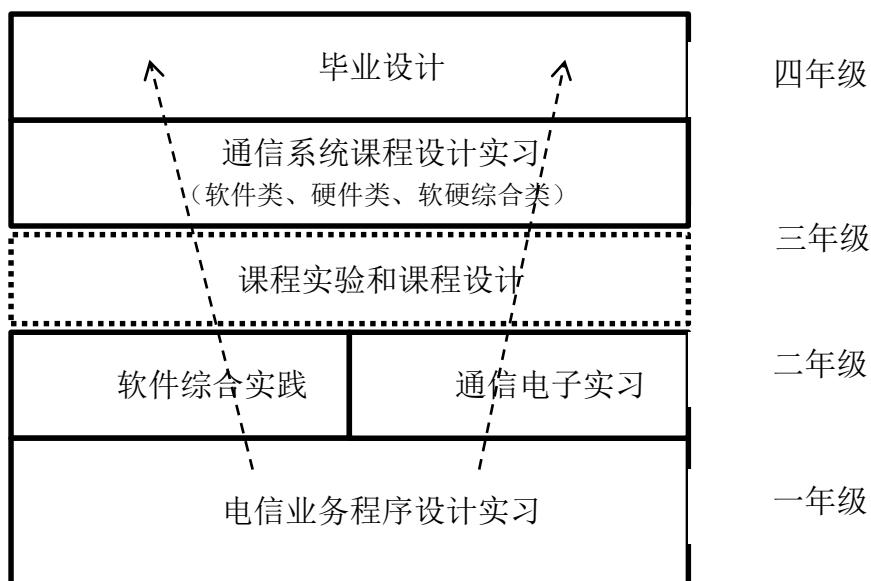 毕业设计
四年级
通信系统课程设计实习
（软件类、硬件类、软硬综合类）
三年级
课程实验和课程设计
软件综合实践
通信电子实习
二年级
电信业务程序设计实习
一年级